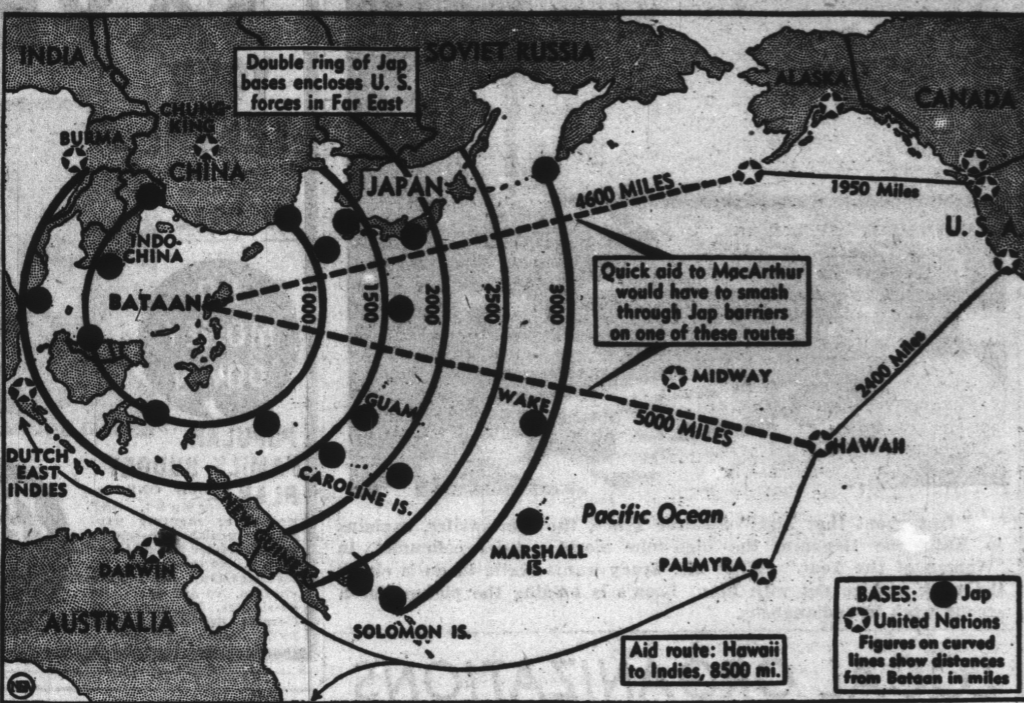 INDIA
Double ring of Jap
bases encloses U. S.
forces in Far East
SOVIET RUSSIA
ALASKA
CANADA
CHUNG-
KING
BURMA
CHINA
JAPAN
4600 MILES
1950 Miles
U. S. A.
INDO-
CHINA
BATAAN
1000
1500
2000
2500
3000
Quick aid to MacArthur
would have to smash
through Jap barriers
on one of these routes
2400 Miles
MIDWAY
GUAM
WAKE
5000 MILES
HAWAII
DUTCH
EAST
INDIES
CAROLINE IS.
Pacific Ocean
NEW GUINEA
MARSHALL
IS.
PALMYRA
DARWIN
AUSTRALIA
SOLOMON IS.
Aid route: Hawaii
to Indies, 8500 mi.
BASES: Jap
United Nations
Figures on curved
lines show distances
from Bataan in miles